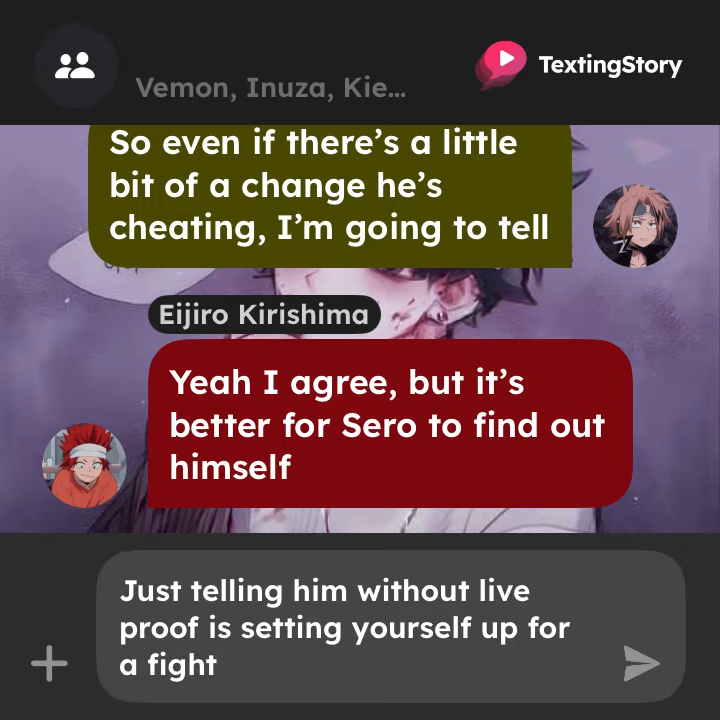 Vemon, Inuza, Kie...
TextingStory
So even if there's a little
bit of a change he's
cheating, I'm going to tell
Eijiro Kirishima
Yeah I agree, but it's
better for Sero to find out
himself
Just telling him without live
proof is setting yourself up for
a fight